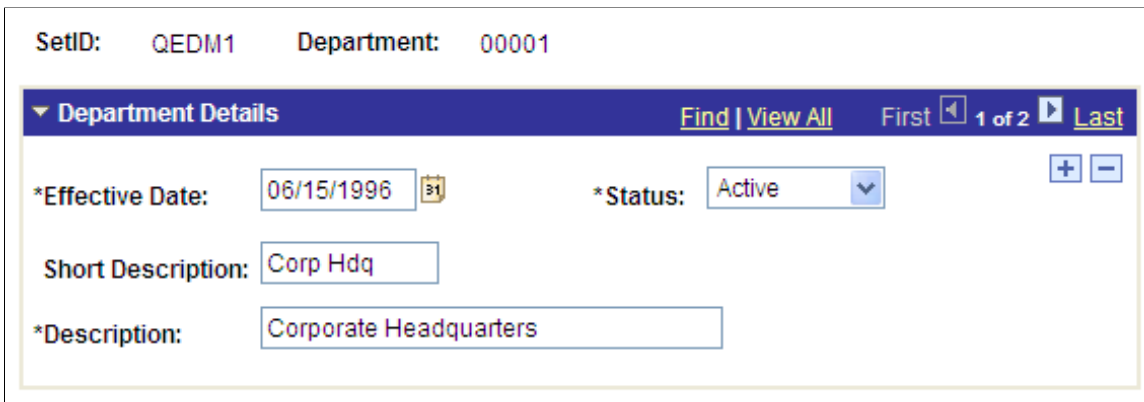 SetID: QEDM1 Department: 00001
Department Details Find | View All First 1 of 2 Last
*Effective Date: 06/15/1996 31 *Status: Active
Short Description: Corp Hdq
*Description: Corporate Headquarters